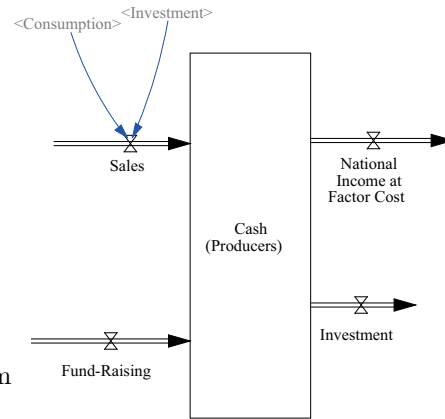 <Investment>
<Consumption>
Sales
National
Income at
Factor Cost
Cash
(Producers)
Investment
Fund-Raising